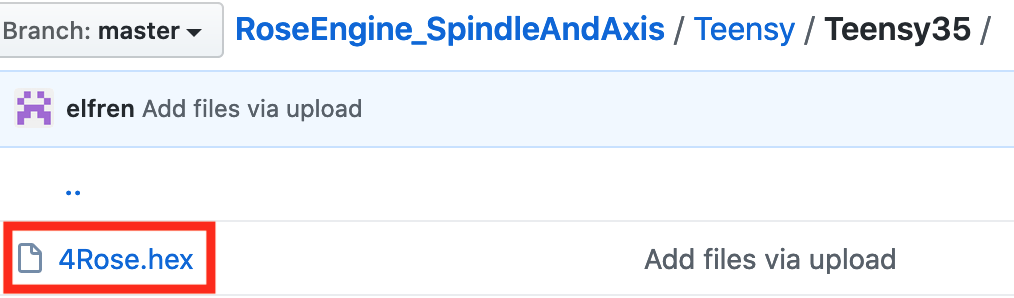 Branch: master RoseEngine_SpindleAndAxis / Teensy / Teensy35 /
elfren Add files via upload
..
4Rose.hex Add files via upload